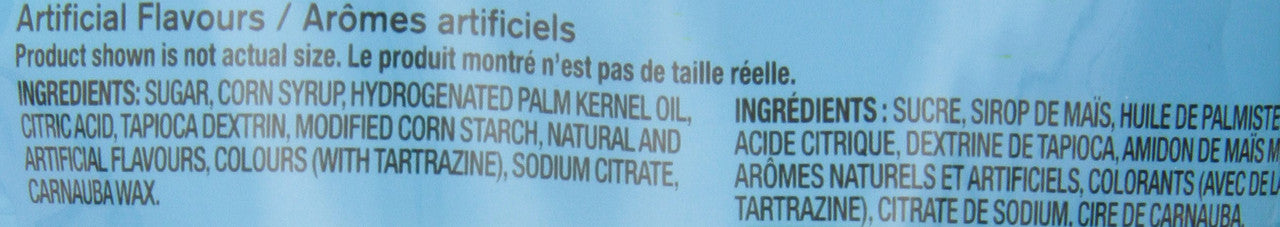 Artificial Flavours / Arômes artificiels
Product shown is not actual size. Le produit montré n'est pas de taille réelle.
INGREDIENTS: SUGAR, CORN SYRUP, HYDROGENATED PALM KERNEL OIL,
CITRIC ACID, TAPIOCA DEXTRIN, MODIFIED CORN STARCH, NATURAL AND
ARTIFICIAL FLAVOURS, COLOURS (WITH TARTRAZINE), SODIUM CITRATE,
CARNAUBA WAX.
INGRÉDIENTS : SUCRE, SIROP DE MAÏS, HUILE DE PALMISTE
ACIDE CITRIQUE, DEXTRINE DE TAPIOCA, AMIDON DE MAÏS M
ARÔMES NATURELS ET ARTIFICIELS, COLORANTS (AVEC DE LA
TARTRAZINE), CITRATE DE SODIUM, CIRE DE CARNAUBA.